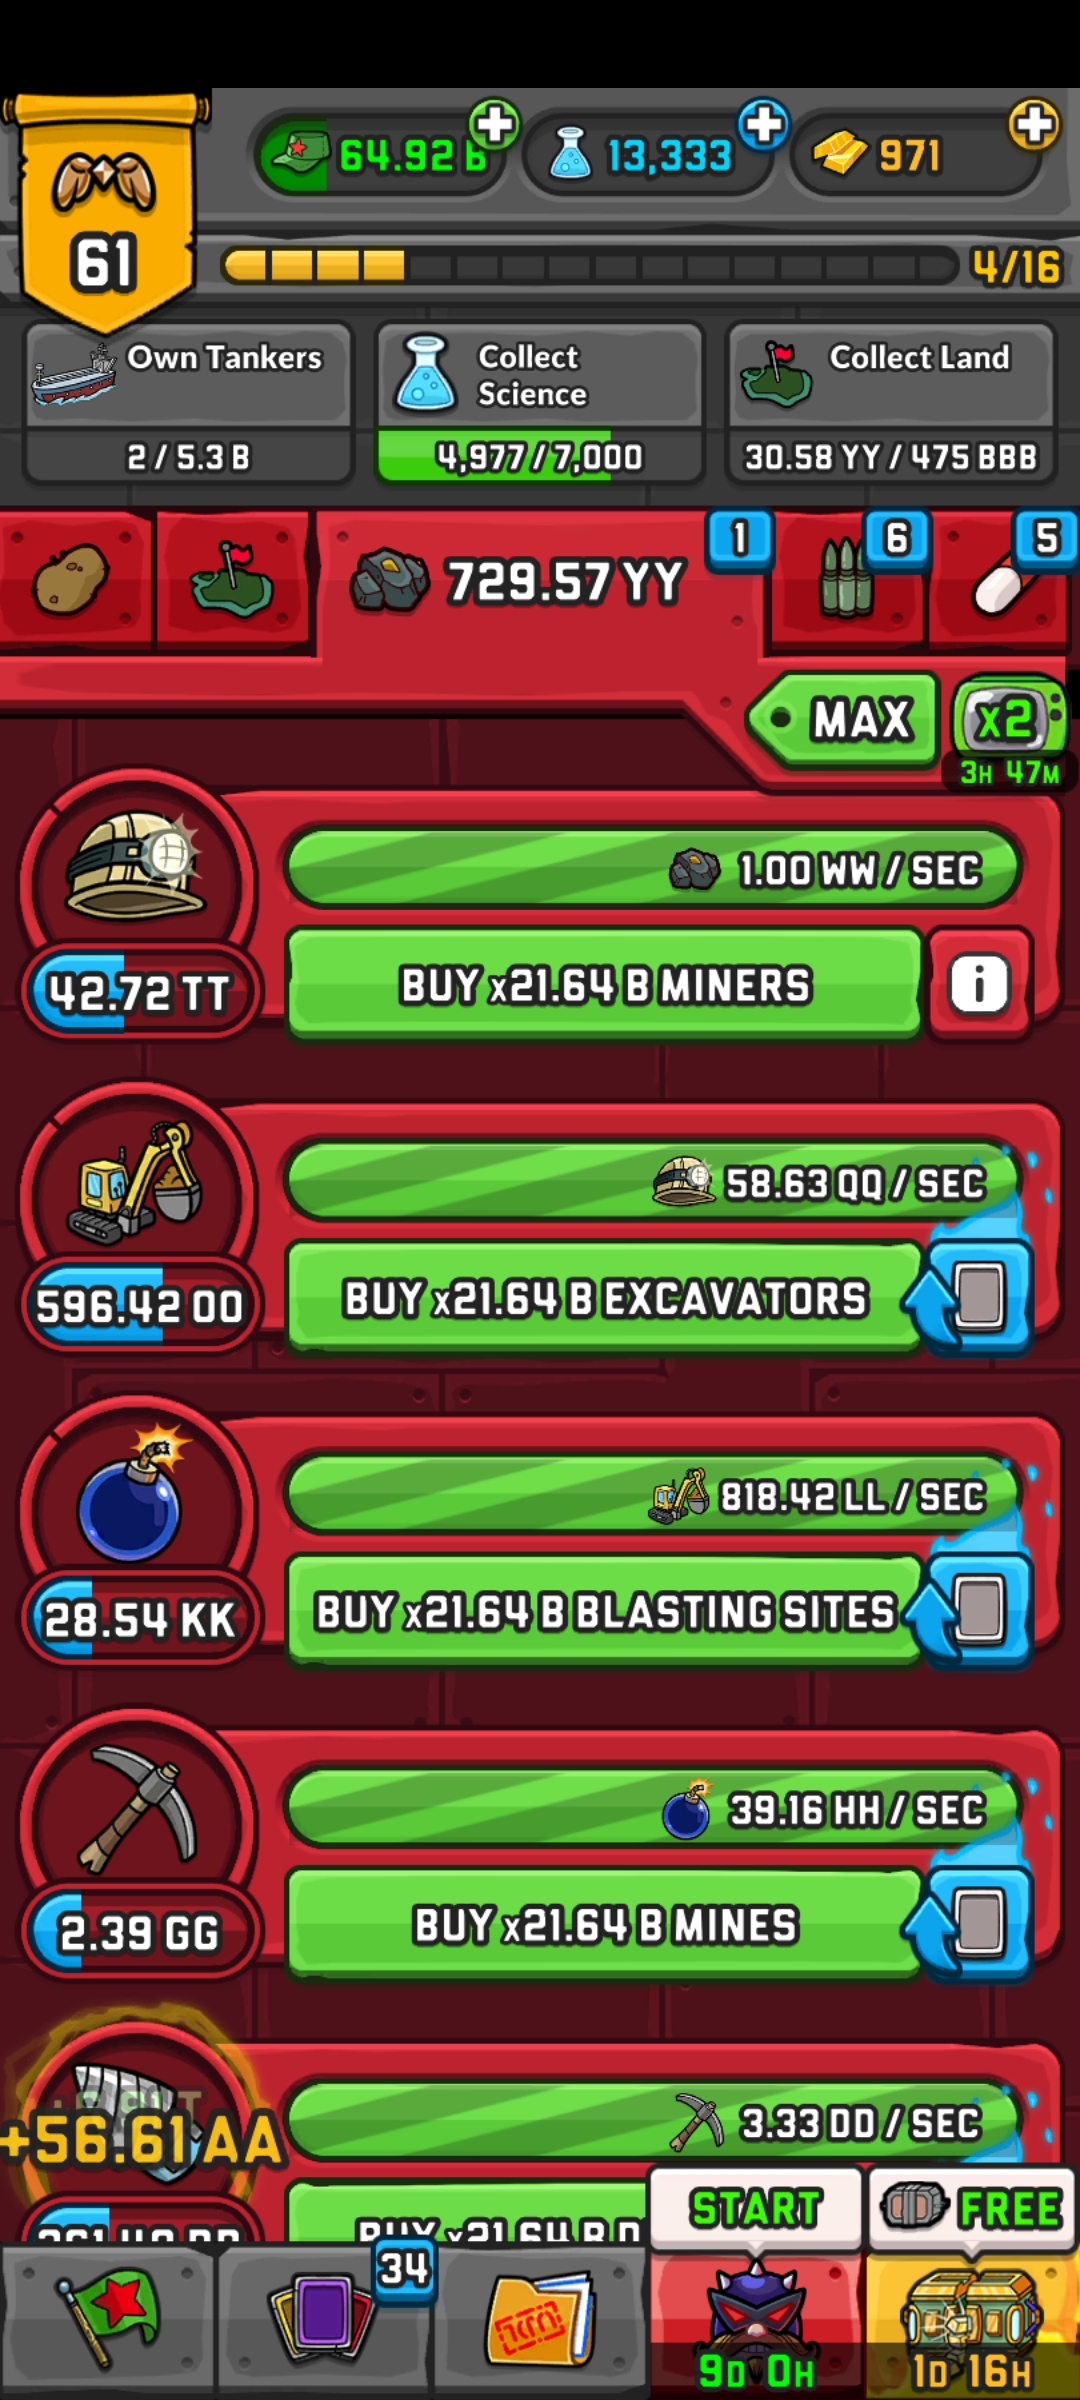 64.92 B
13,333
971
61
4/16
Own Tankers
2 / 5.3 B
Collect
Science
4,977 / 7,000
Collect Land
30.58 YY / 475 BBB
729.57 YY
1
6
5
MAX
x2
3H 47M
1.00 WW / SEC
42.72 TT
BUY x21.64 B MINERS
i
58.63 QQ / SEC
596.42 OO
BUY x21.64 B EXCAVATORS
818.42 LL / SEC
28.54 KK
BUY x21.64 B BLASTING SITES
39.16 HH / SEC
2.39 GG
BUY x21.64 B MINES
3.33 DD / SEC
+56.61 AA
BUY x21.64 B
START
FREE
34
9D 0H
1D 16H